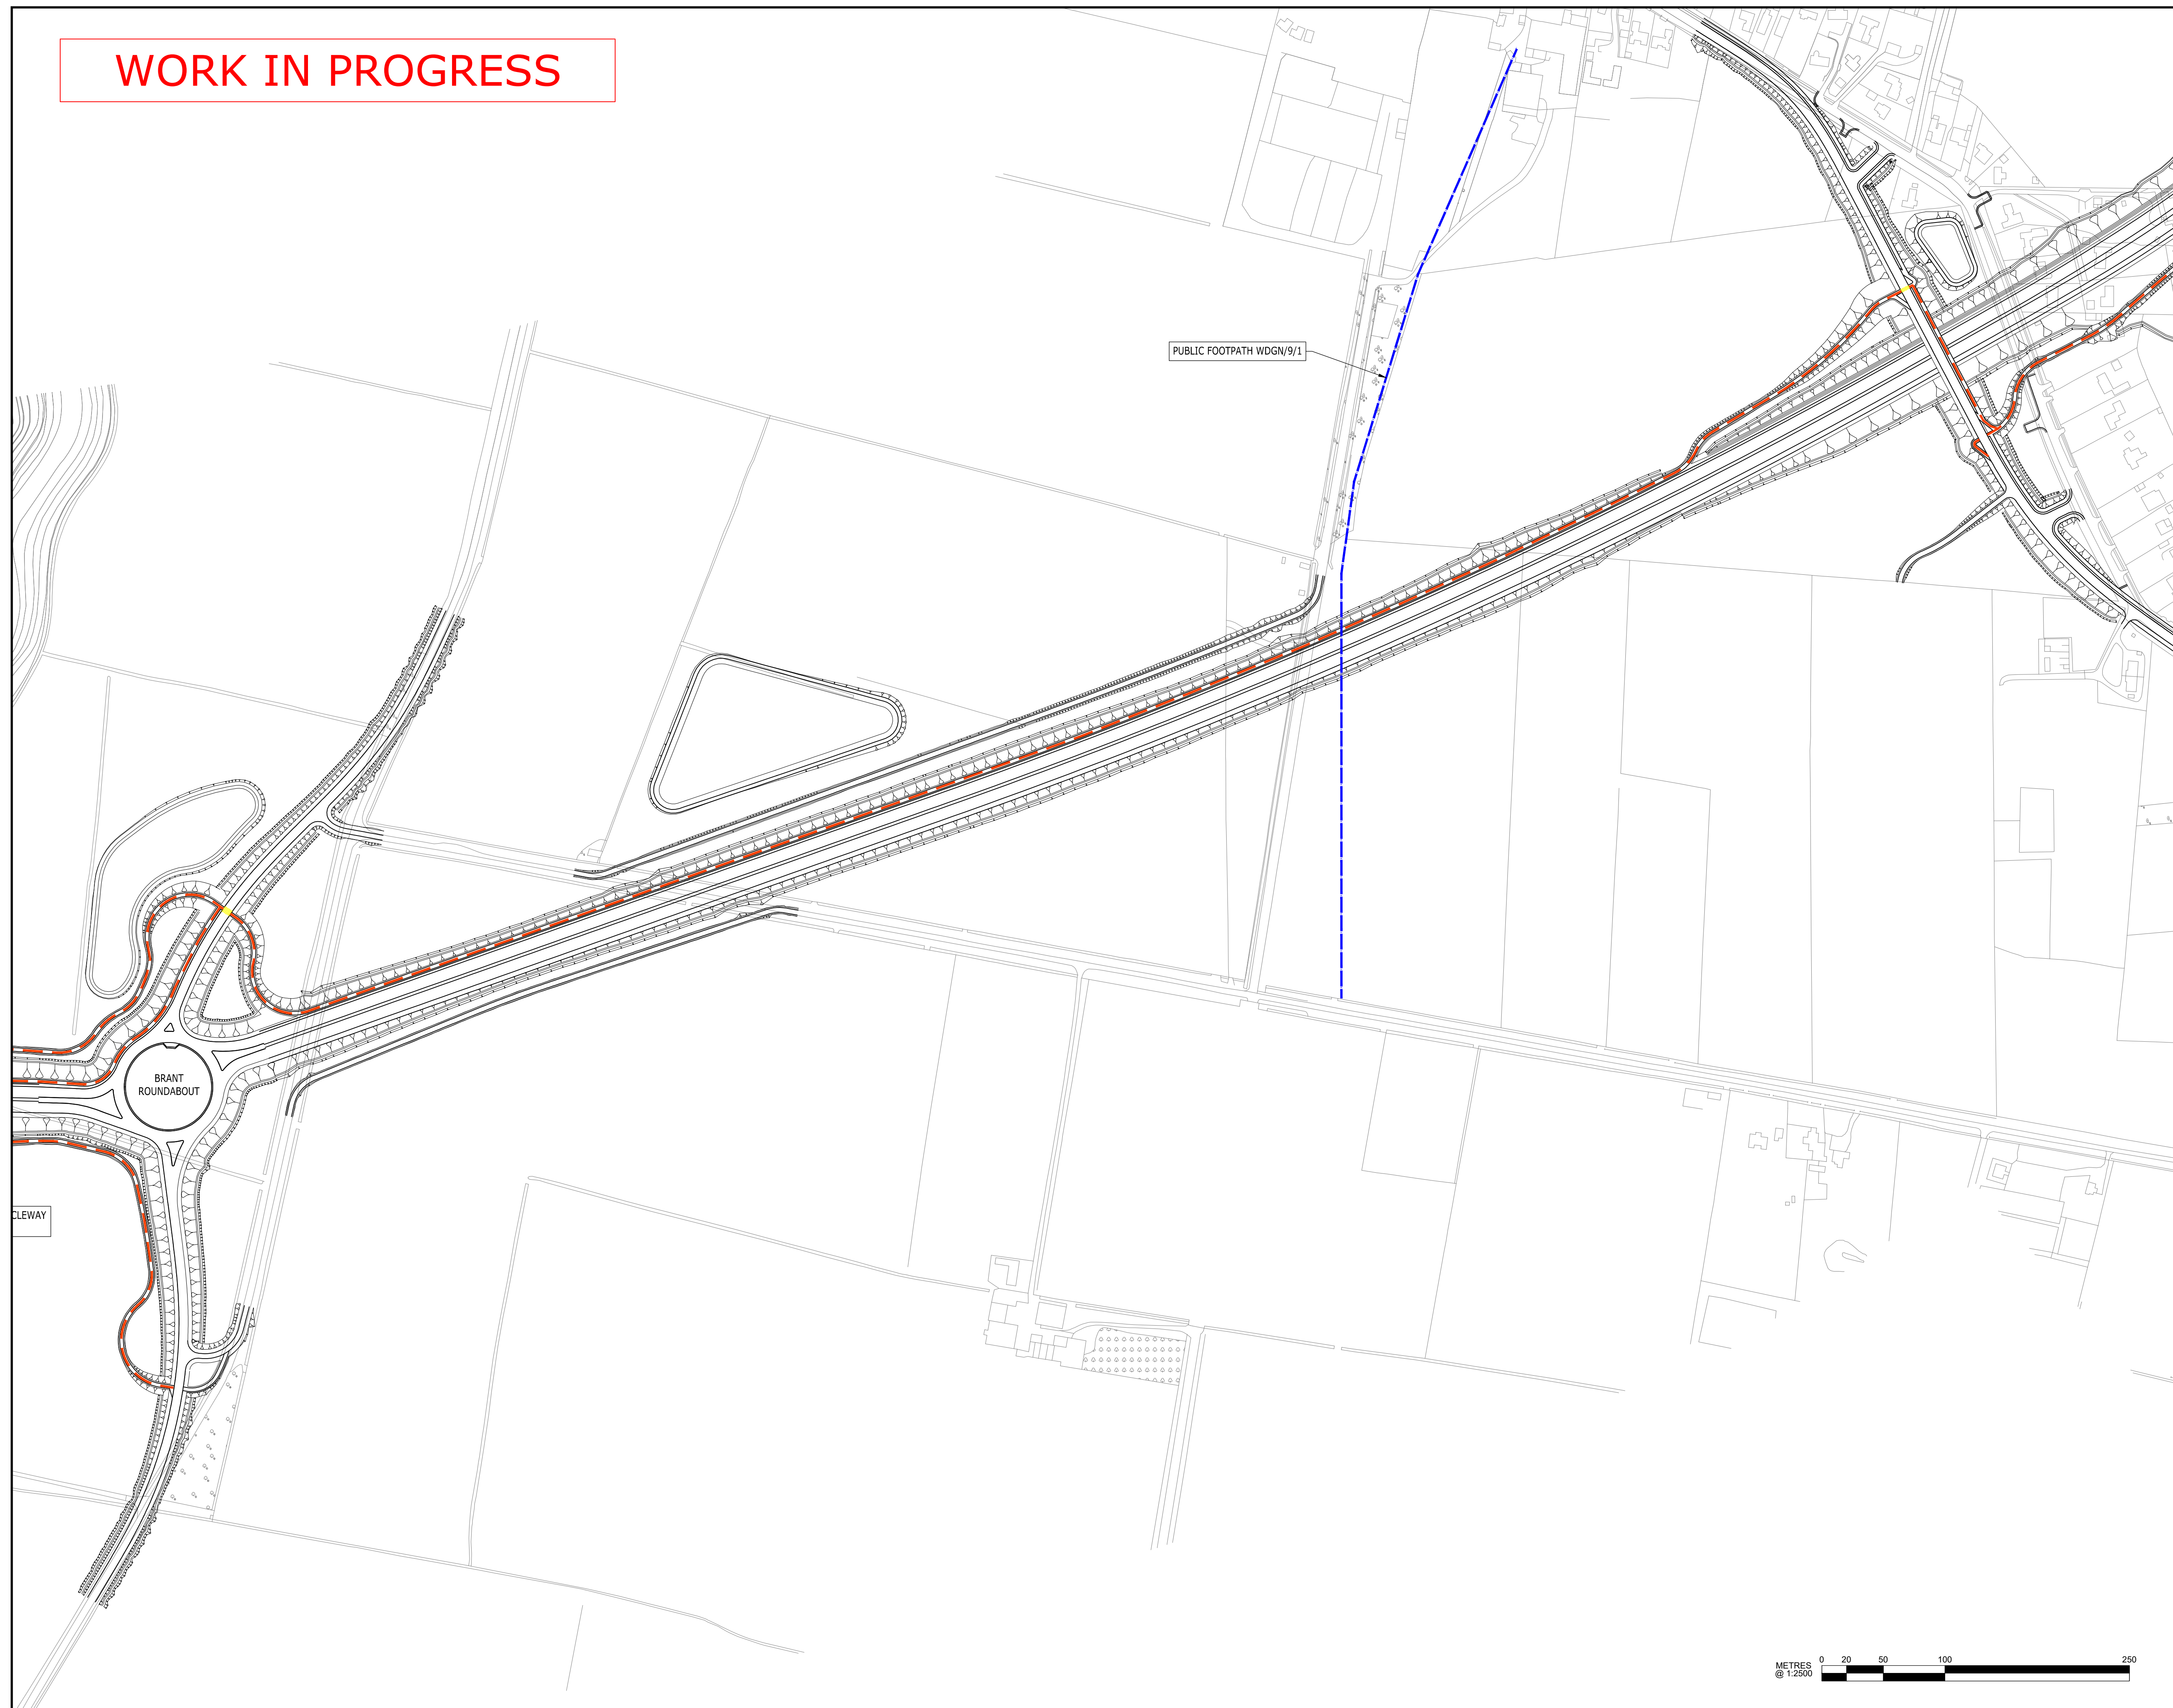 WORK IN PROGRESS
PUBLIC FOOTPATH WDGN/9/1
BRANT
ROUNDABOUT
CLEWAY
METRES
@ 1:2500
0 20 50 100 250